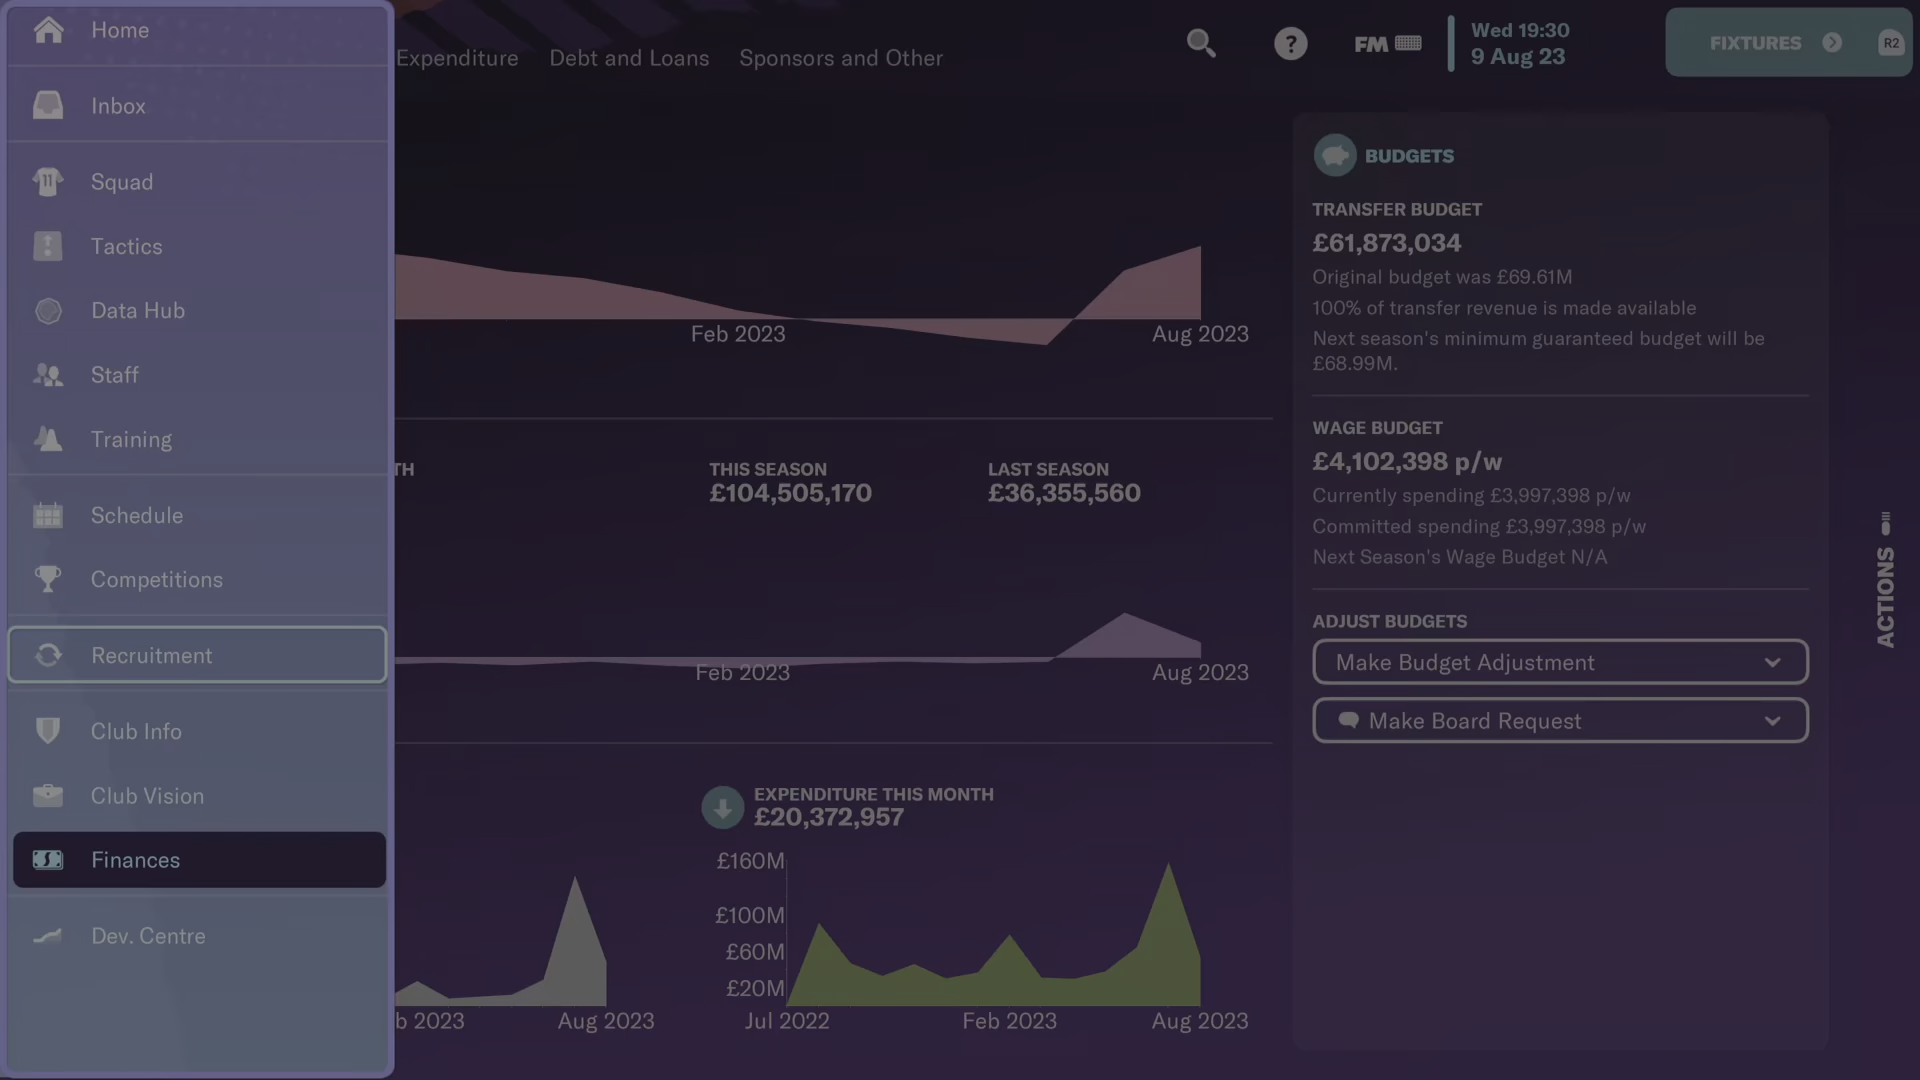 Home
Inbox
Squad
Tactics
Data Hub
Staff
Training
Schedule
Competitions
Recruitment
Club Info
Club Vision
Finances
Dev. Centre
Expenditure
Debt and Loans
Sponsors and Other
?
FM
Wed 19:30
9 Aug 23
FIXTURES
R2
Feb 2023
Aug 2023
TH
THIS SEASON
£104,505,170
LAST SEASON
£36,355,560
Feb 2023
Aug 2023
b 2023
Aug 2023
EXPENDITURE THIS MONTH
£20,372,957
£160M
£100M
£60M
£20M
Jul 2022
Feb 2023
Aug 2023
BUDGETS
TRANSFER BUDGET
£61,873,034
Original budget was £69.61M
100% of transfer revenue is made available
Next season's minimum guaranteed budget will be
£68.99M.
WAGE BUDGET
£4,102,398 p/w
Currently spending £3,997,398 p/w
Committed spending £3,997,398 p/w
Next Season's Wage Budget N/A
ADJUST BUDGETS
Make Budget Adjustment
Make Board Request
ACTIONS